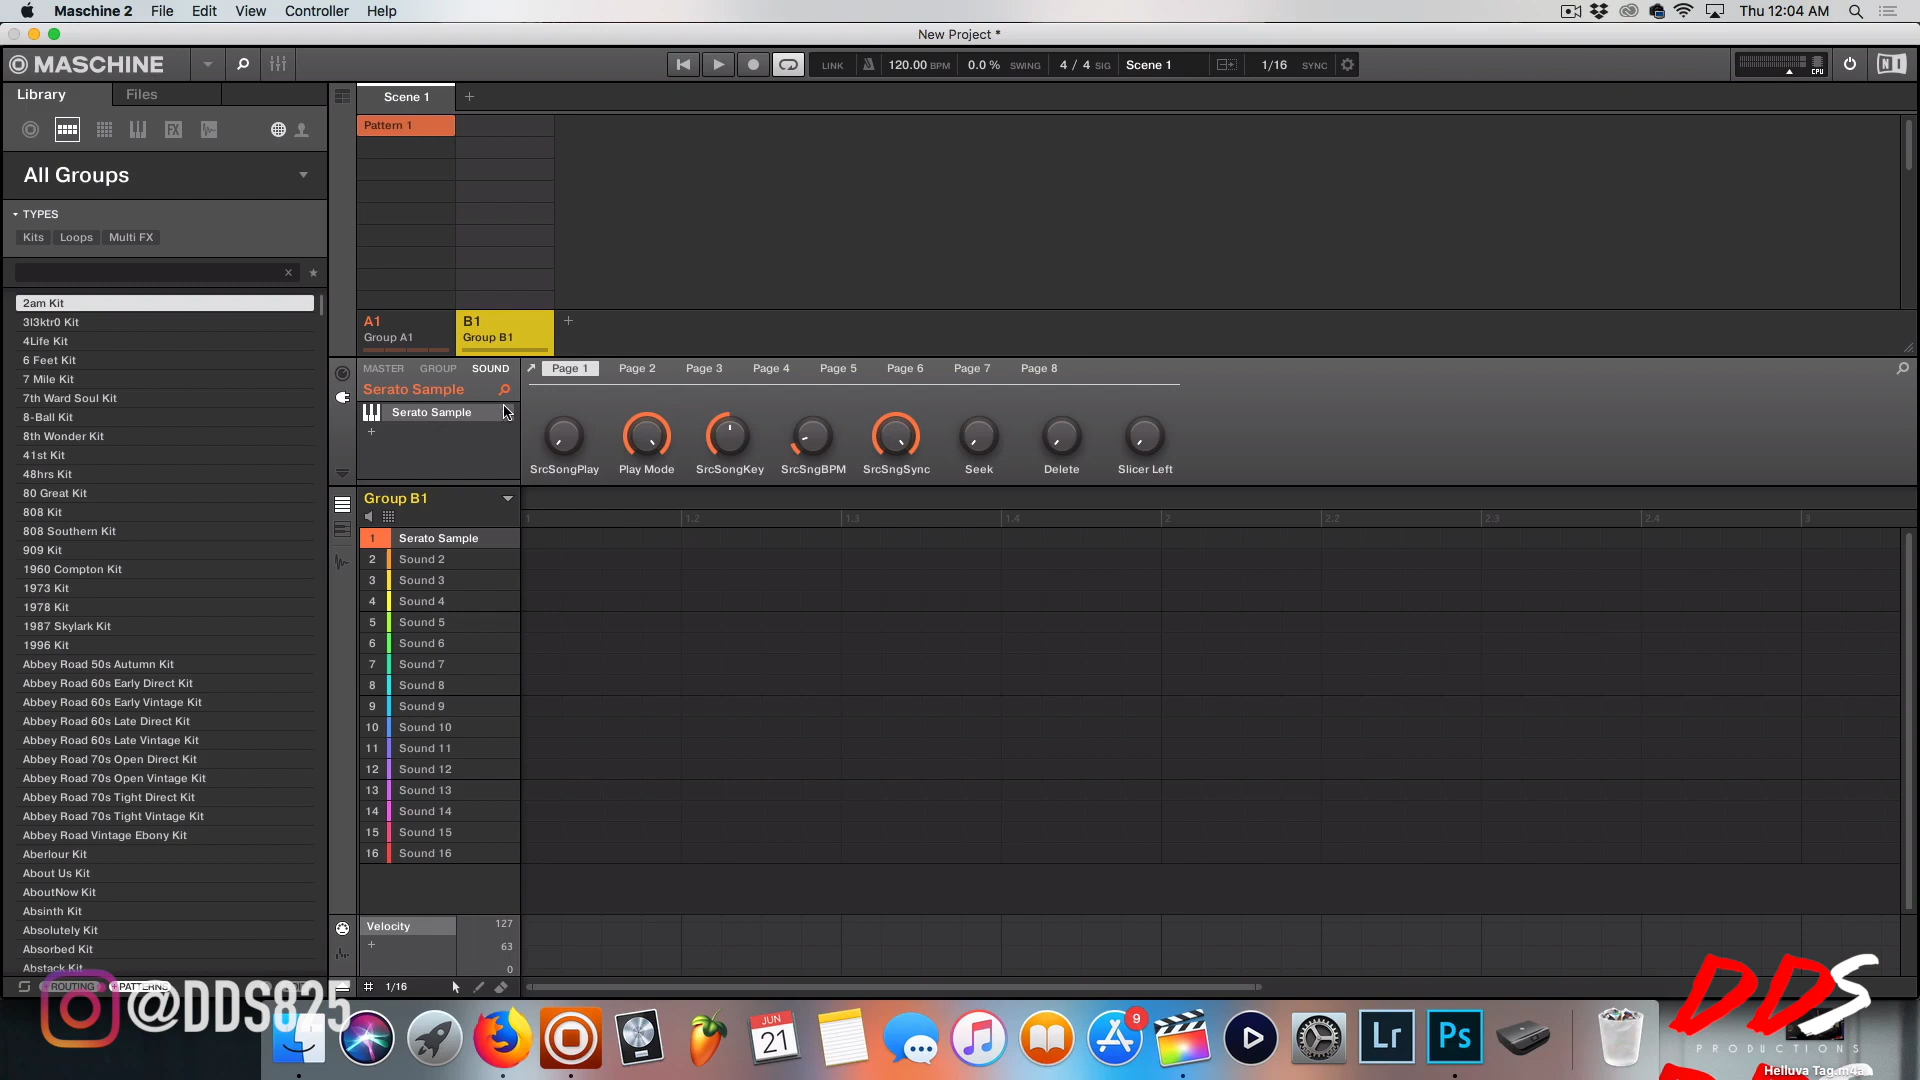 Maschine 2 File Edit View Controller Help Thu 12:04 AM
New Project *
MASCHINE LINK 120.00 BPM 0.0% SWING 4 / 4 SIG Scene 1 1/16 SYNC CPU
Library Files Scene 1 +
Pattern 1
All Groups
TYPES
Kits Loops Multi FX
2am Kit
3l3ktr0 Kit
4Life Kit
6 Feet Kit
7 Mile Kit
7th Ward Soul Kit
8-Ball Kit
8th Wonder Kit
41st Kit
48hrs Kit
80 Great Kit
808 Kit
808 Southern Kit
909 Kit
1960 Compton Kit
1973 Kit
1978 Kit
1987 Skylark Kit
1996 Kit
Abbey Road 50s Autumn Kit
Abbey Road 60s Early Direct Kit
Abbey Road 60s Early Vintage Kit
Abbey Road 60s Late Direct Kit
Abbey Road 60s Late Vintage Kit
Abbey Road 70s Open Direct Kit
Abbey Road 70s Open Vintage Kit
Abbey Road 70s Tight Direct Kit
Abbey Road 70s Tight Vintage Kit
Abbey Road Vintage Ebony Kit
Aberlour Kit
About Us Kit
AboutNow Kit
Absinth Kit
Absolutely Kit
Absorbed Kit
Abstack Kit
+ROUTING +PATTERNS
A1 B1 +
Group A1 Group B1
MASTER GROUP SOUND Page 1 Page 2 Page 3 Page 4 Page 5 Page 6 Page 7 Page 8
Serato Sample
Serato Sample
+
SrcSongPlay Play Mode SrcSongKey SrcSngBPM SrcSngSync Seek Delete Slicer Left
Group B1
1 1.2 1.3 1.4 2 2.2 2.3 2.4 3
1 Serato Sample
2 Sound 2
3 Sound 3
4 Sound 4
5 Sound 5
6 Sound 6
7 Sound 7
8 Sound 8
9 Sound 9
10 Sound 10
11 Sound 11
12 Sound 12
13 Sound 13
14 Sound 14
15 Sound 15
16 Sound 16
Velocity 127
+ 63
0
1/16
@DDS825
JUN
21
9
Lr
Ps
DDS
PRODUCTIONS
Helluva Tag.m4a